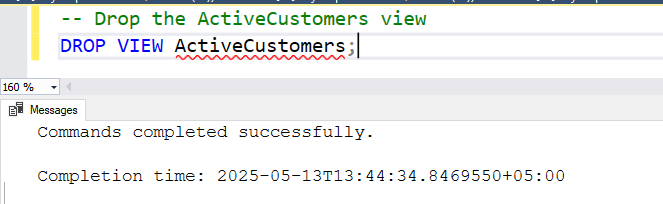 -- Drop the ActiveCustomers view
DROP VIEW ActiveCustomers;
160 %
Messages
Commands completed successfully.
Completion time: 2025-05-13T13:44:34.8469550+05:00